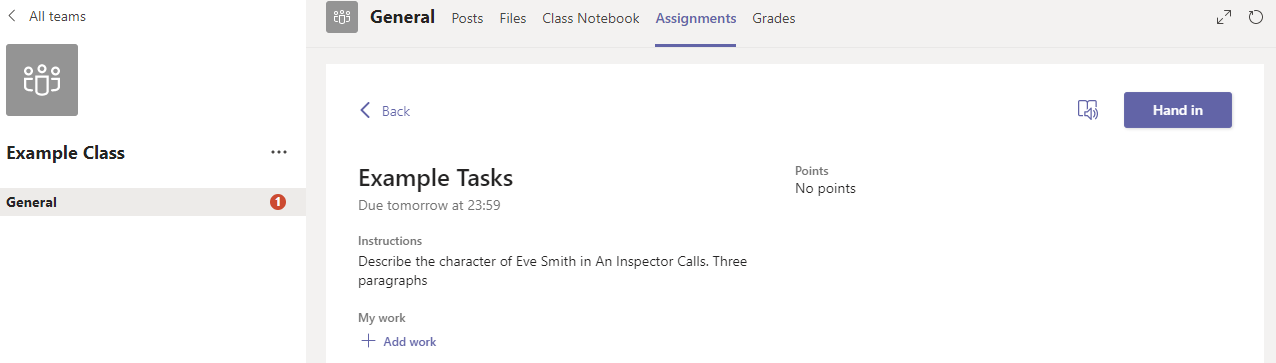 All teams
Example Class
General
1
General Posts Files Class Notebook Assignments Grades
Back
Hand in
Example Tasks
Due tomorrow at 23:59
Points
No points
Instructions
Describe the character of Eve Smith in An Inspector Calls. Three
paragraphs
My work
Add work